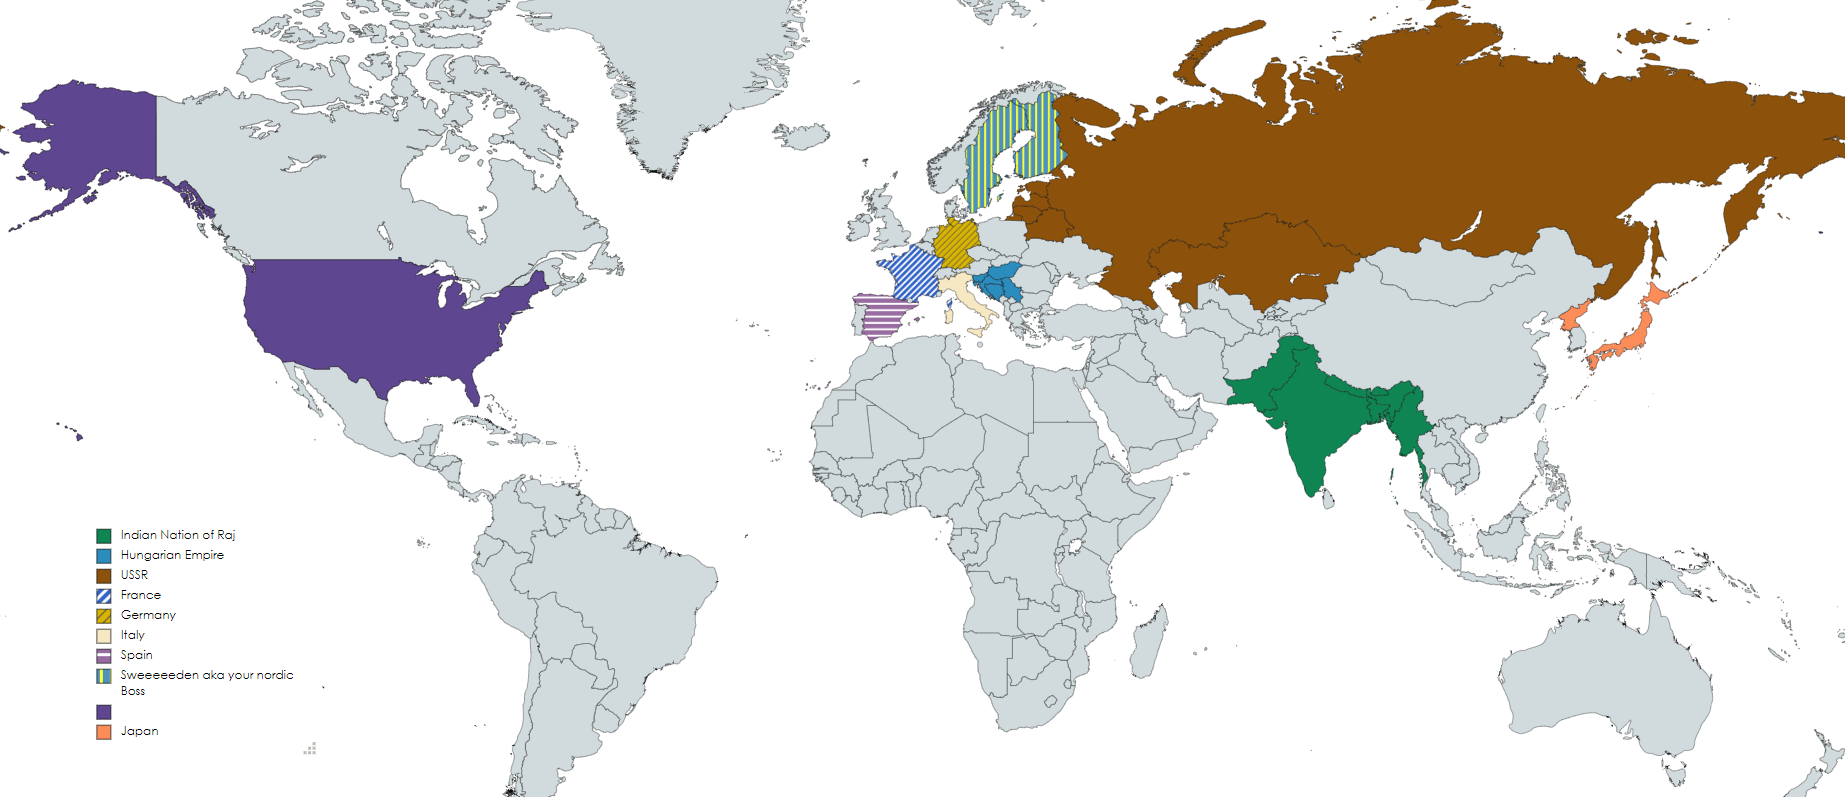 Indian Nation of Raj
Hungarian Empire
USSR
France
Germany
Italy
Spain
Sweeeeeden aka your nordic
Boss
Japan